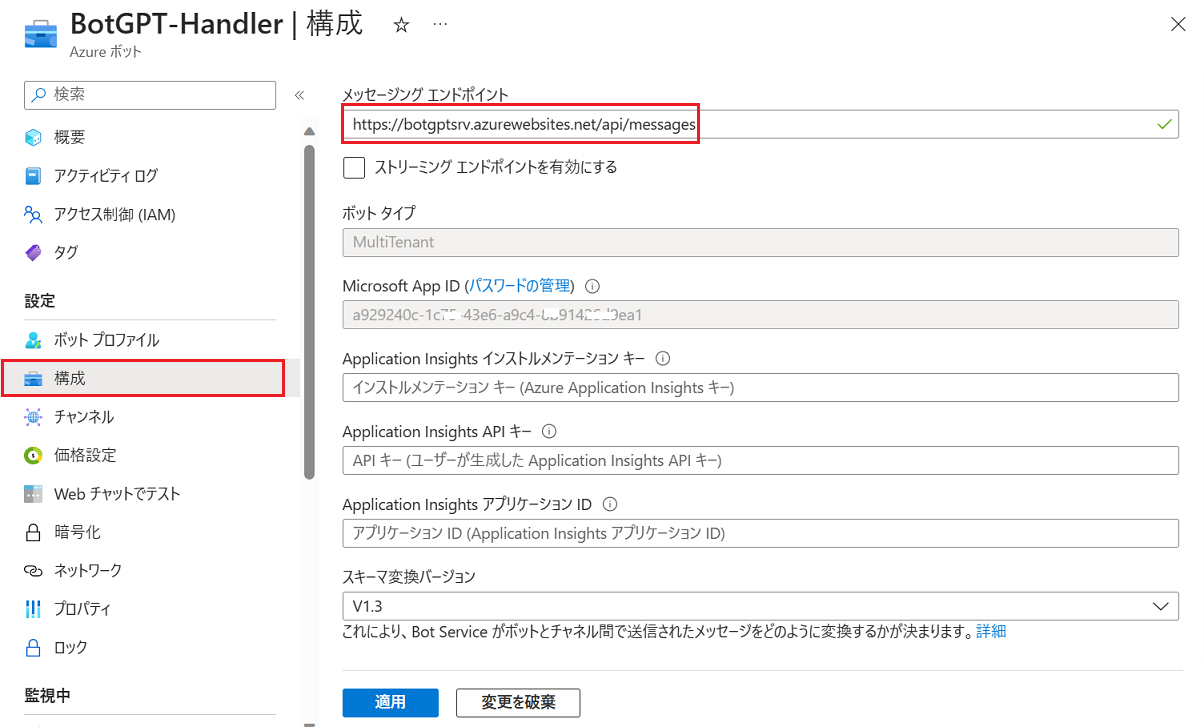 BotGPT-Handler | 構成
Azure ボット
検索
概要
アクティビティ ログ
アクセス制御 (IAM)
タグ
設定
ボット プロファイル
構成
チャンネル
価格設定
Web チャットでテスト
暗号化
ネットワーク
プロパティ
ロック
監視中
メッセージング エンドポイント
https://botgptsrv.azurewebsites.net/api/messages
ストリーミング エンドポイントを有効にする
ボット タイプ
MultiTenant
Microsoft App ID (パスワードの管理)
Application Insights インストルメンテーション キー
インストルメンテーション キー (Azure Application Insights キー)
Application Insights API キー
API キー (ユーザーが生成した Application Insights API キー)
Application Insights アプリケーション ID
アプリケーション ID (Application Insights アプリケーション ID)
スキーマ変換バージョン
V1.3
これにより、Bot Service がボットとチャネル間で送信されたメッセージをどのように変換するかが決まります。詳細
適用
変更を破棄